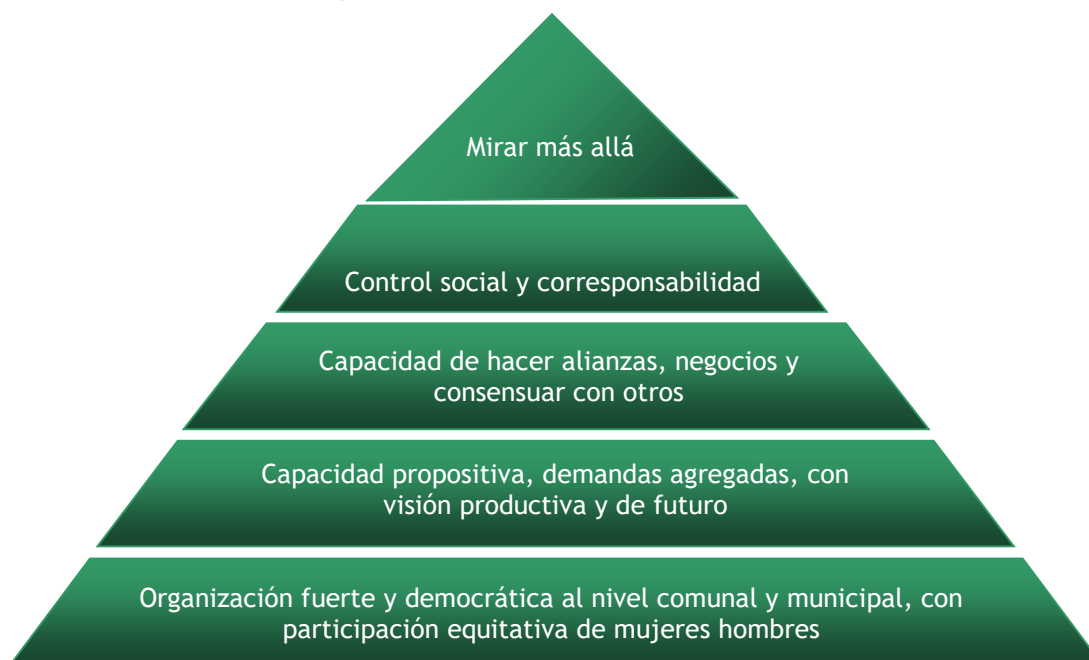 Mirar más allá
Control social y corresponsabilidad
Capacidad de hacer alianzas, negocios y
consensuar con otros
Capacidad propositiva, demandas agregadas, con
visión productiva y de futuro
Organización fuerte y democrática al nivel comunal y municipal, con
participación equitativa de mujeres hombres